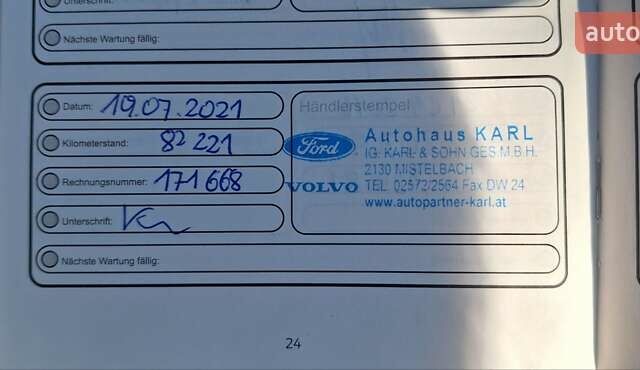 Unterschrift:
Nächste Wartung fällig:
auto
Datum: 19.07.2021
Kilometerstand: 82 221
Rechnungsnummer: 171 668
Unterschrift:
Nächste Wartung fällig:
Händlerstempel
Ford
VOLVO
Autohaus KARL
IG. KARL & SOHN GES.M.B.H.
2130 MISTELBACH
TEL. 02572/2564 Fax DW 24
www.autopartner-karl.at
24